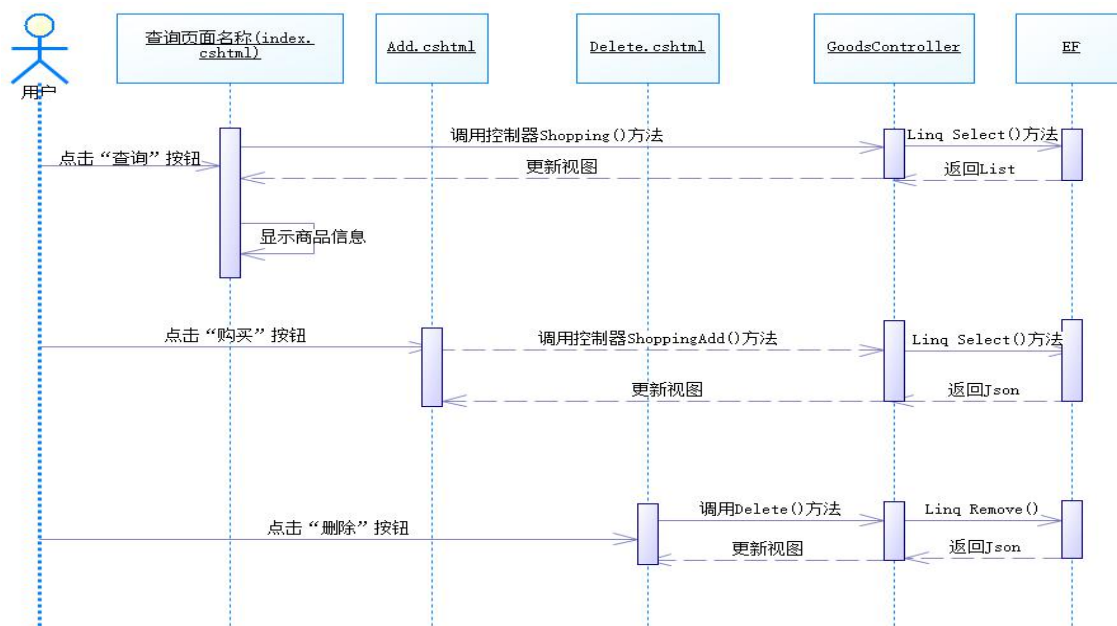 查询页面名称(index.
cshtml)
Add.cshtml
Delete.cshtml
GoodsController
EF
用户
调用控制器Shopping()方法
Linq Select()方法
点击“查询”按钮
更新视图
返回List
显示商品信息
点击“购买”按钮
调用控制器ShoppingAdd()方法
Linq Select()方法
更新视图
返回Json
调用Delete()方法
Linq Remove()
点击“删除”按钮
更新视图
返回Json